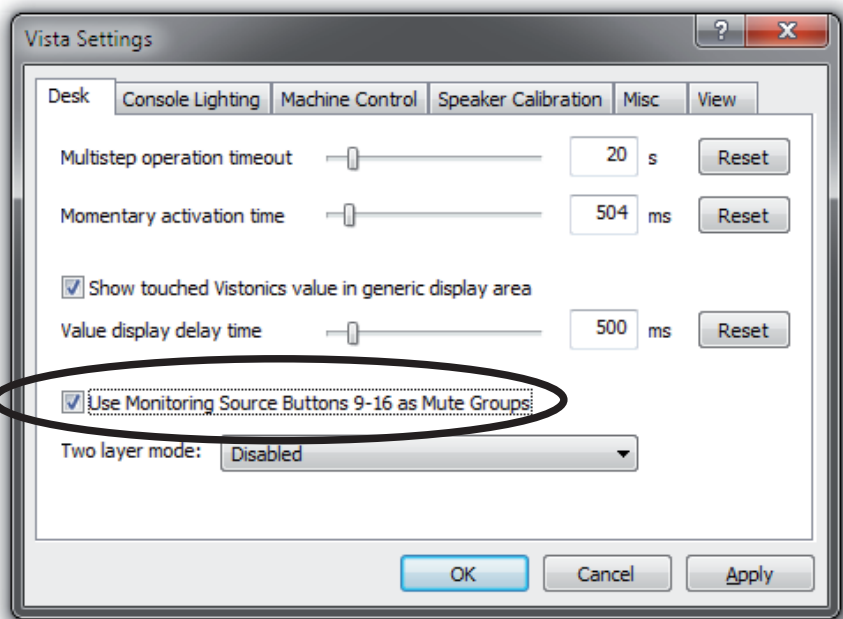 Vista Settings
Desk Console Lighting Machine Control Speaker Calibration Misc View
Multistep operation timeout 20 s Reset
Momentary activation time 504 ms Reset
Show touched Vistonics value in generic display area
Value display delay time 500 ms Reset
Use Monitoring Source Buttons 9-16 as Mute Groups
Two layer mode: Disabled
OK Cancel Apply